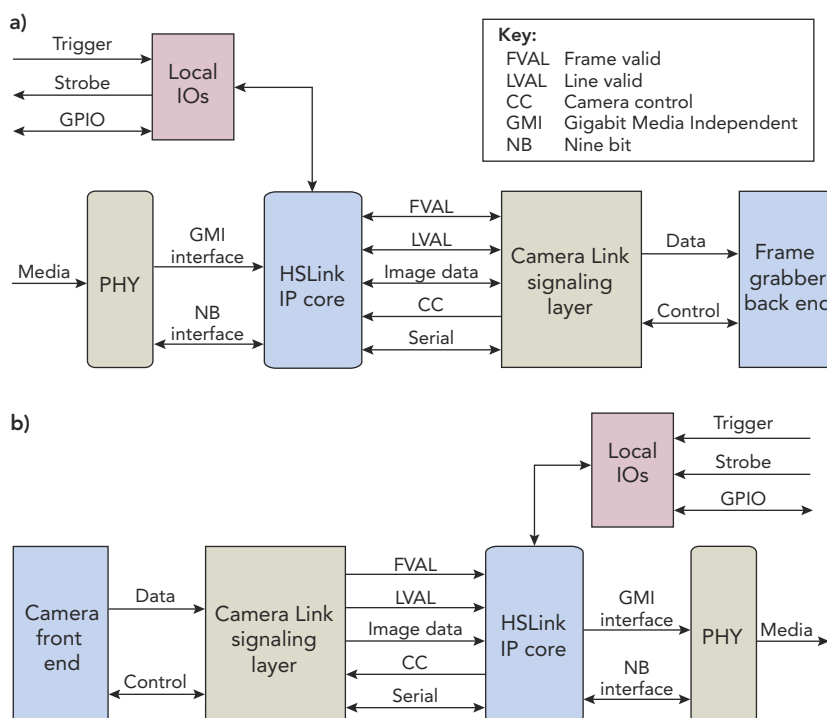 a)
Trigger
Strobe
GPIO
Local
IOs
Key:
FVAL Frame valid
LVAL Line valid
CC Camera control
GMI Gigabit Media Independent
NB Nine bit
Media
PHY
GMI
interface
NB
interface
HSLink
IP core
FVAL
LVAL
Image data
CC
Serial
Camera Link
signaling
layer
Data
Control
Frame
grabber
back end
b)
Local
IOs
Trigger
Strobe
GPIO
Camera
front
end
Data
Control
Camera Link
signaling
layer
FVAL
LVAL
Image data
CC
Serial
HSLink
IP core
GMI
interface
NB
interface
PHY
Media